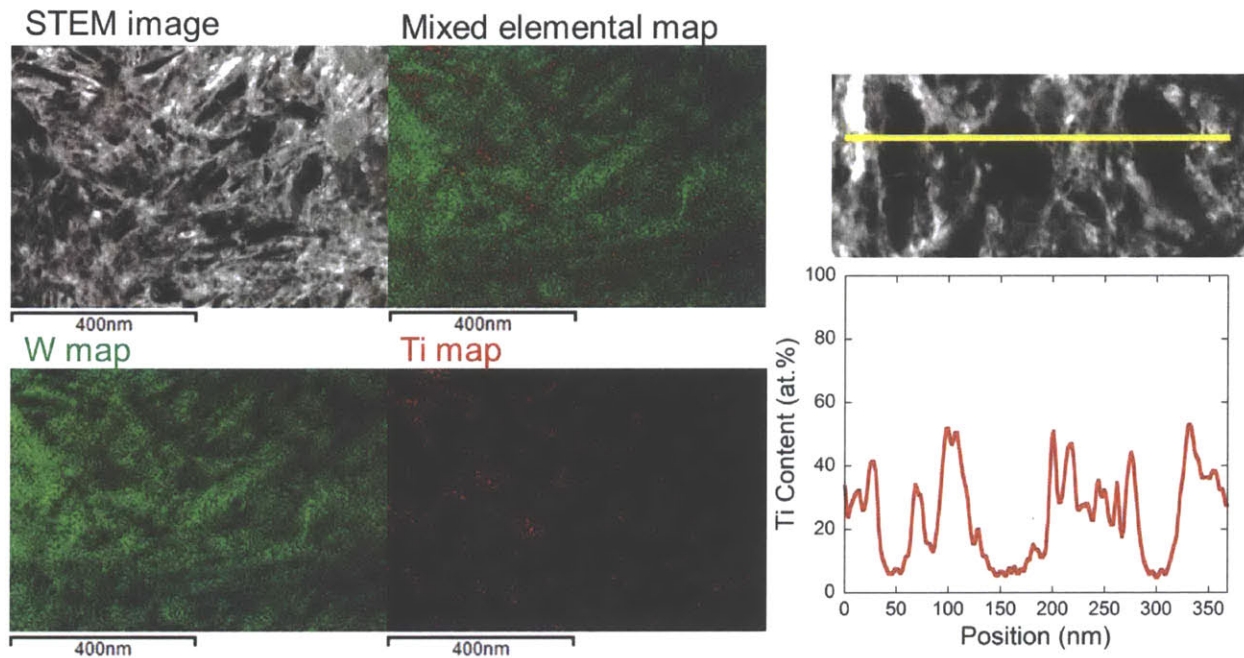 STEM image
Mixed elemental map
400nm
400nm
W map
Ti map
400nm
400nm
100
80
60
40
20
0
Ti Content (at.%)
0 50 100 150 200 250 300 350
Position (nm)